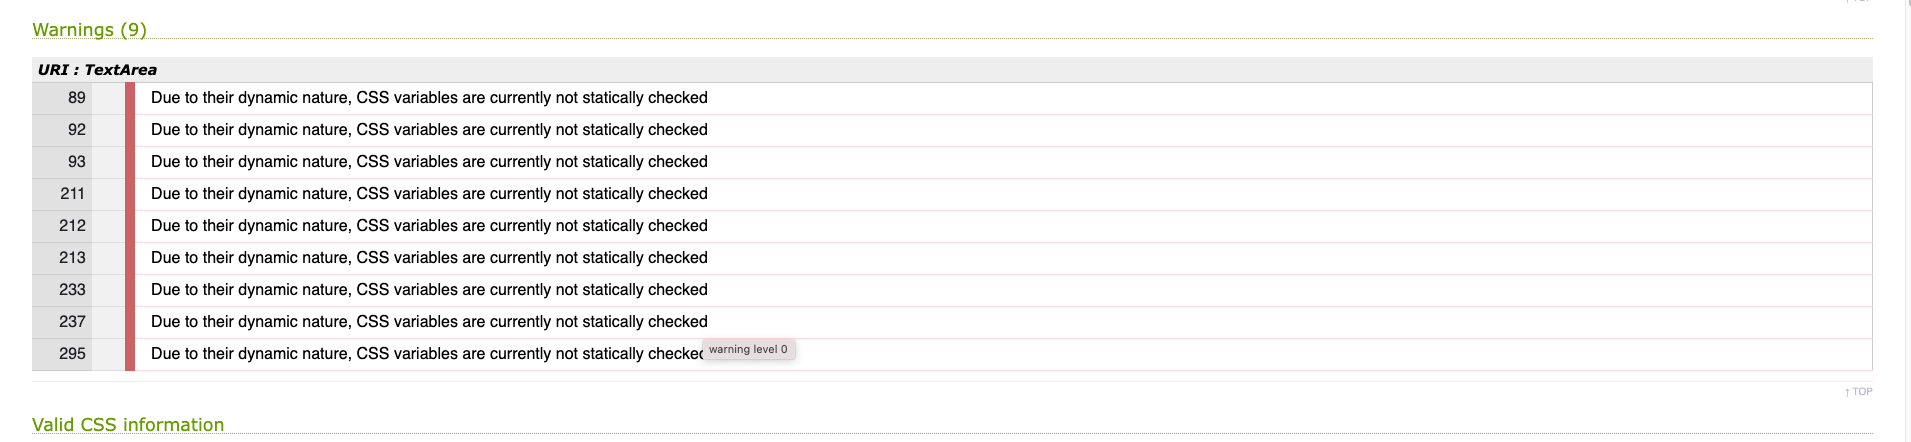 Warnings (9)
URI : TextArea
89 Due to their dynamic nature, CSS variables are currently not statically checked
92 Due to their dynamic nature, CSS variables are currently not statically checked
93 Due to their dynamic nature, CSS variables are currently not statically checked
211 Due to their dynamic nature, CSS variables are currently not statically checked
212 Due to their dynamic nature, CSS variables are currently not statically checked
213 Due to their dynamic nature, CSS variables are currently not statically checked
233 Due to their dynamic nature, CSS variables are currently not statically checked
237 Due to their dynamic nature, CSS variables are currently not statically checked
295 Due to their dynamic nature, CSS variables are currently not statically checked warning level 0
↑ TOP
Valid CSS information